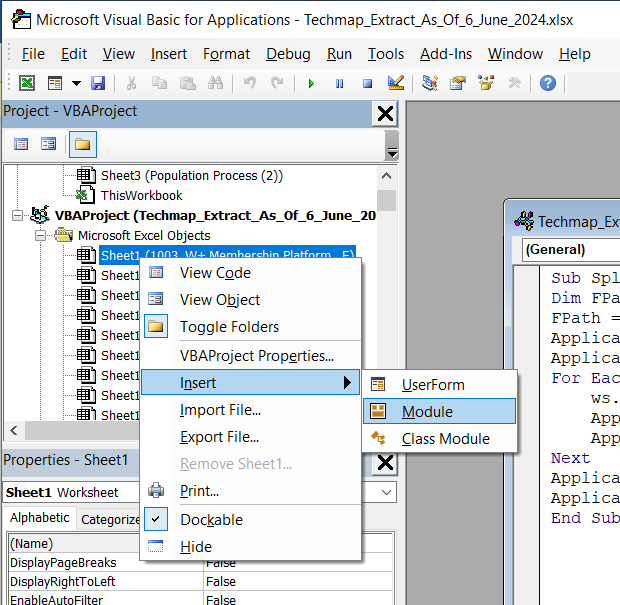 Microsoft Visual Basic for Applications - Techmap_Extract_As_Of_6_June_2024.xlsx
File Edit View Insert Format Debug Run Tools Add-Ins Window Help
Project - VBAProject
Sheet3 (Population Process (2))
ThisWorkbook
VBAProject (Techmap_Extract_As_Of_6_June_20
Microsoft Excel Objects
Sheet1 (1003_W+ Membership Platform_ F)
Sheet1
Sheet1
Sheet1
Sheet1
Sheet1
Sheet1
Sheet1
Sheet1
View Code
View Object
Toggle Folders
VBAProject Properties...
Insert
Import File...
Export File...
Remove Sheet1...
Print...
Dockable
Hide
UserForm
Module
Class Module
Properties - Sheet1
Sheet1 Worksheet
Alphabetic Categorize
(Name)
DisplayPageBreaks False
DisplayRightToLeft False
EnableAutoFilter False
Techmap_Ex
(General)
Sub Spl
Dim FPa
FPath =
Applica
Applica
For Eac
ws.
App
App
Next
Applica
Applica
End Sub